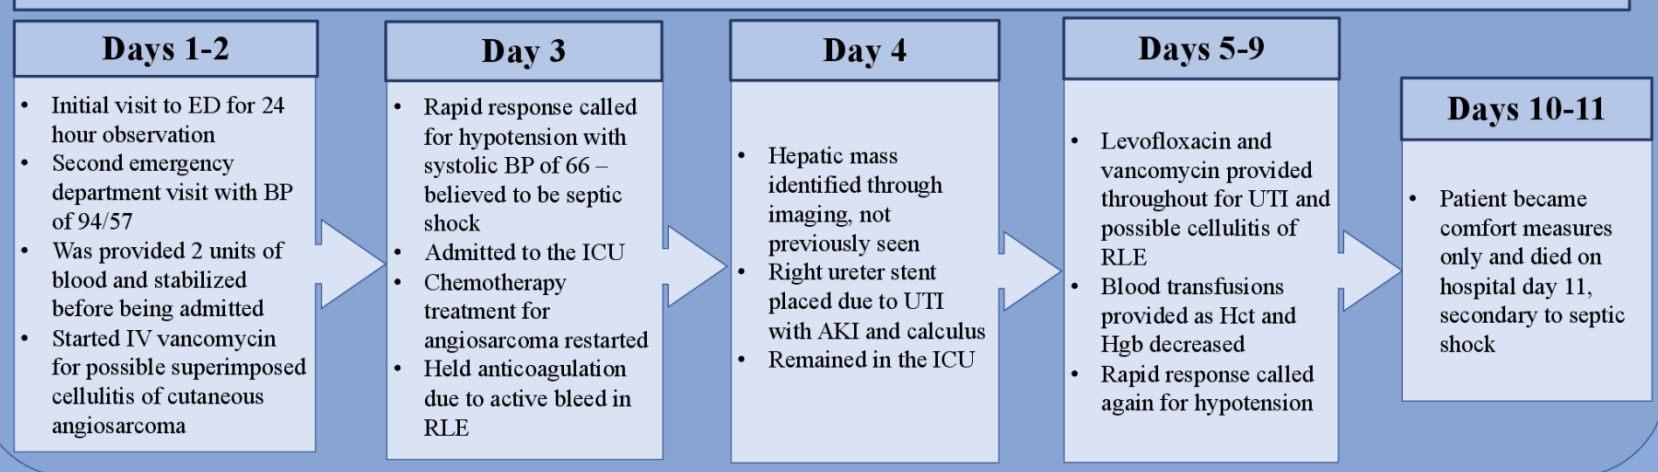 Days 1-2
• Initial visit to ED for 24
hour observation
• Second emergency
department visit with BP
of 94/57
• Was provided 2 units of
blood and stabilized
before being admitted
• Started IV vancomycin
for possible superimposed
cellulitis of cutaneous
angiosarcoma
Day 3
• Rapid response called
for hypotension with
systolic BP of 66 –
believed to be septic
shock
• Admitted to the ICU
• Chemotherapy
treatment for
angiosarcoma restarted
• Held anticoagulation
due to active bleed in
RLE
Day 4
• Hepatic mass
identified through
imaging, not
previously seen
• Right ureter stent
placed due to UTI
with AKI and calculus
• Remained in the ICU
Days 5-9
• Levofloxacin and
vancomycin provided
throughout for UTI and
possible cellulitis of
RLE
• Blood transfusions
provided as Hct and
Hgb decreased
• Rapid response called
again for hypotension
Days 10-11
• Patient became
comfort measures
only and died on
hospital day 11,
secondary to septic
shock